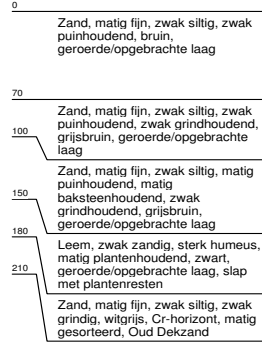 0
Zand, matig fijn, zwak siltig, zwak
puinhoudend, bruin,
geroerde/opgebrachte laag
70
Zand, matig fijn, zwak siltig, zwak
puinhoudend, zwak grindhoudend,
grijsbruin, geroerde/opgebrachte
laag
100
Zand, matig fijn, zwak siltig, matig
puinhoudend, matig
baksteenhoudend, zwak
grindhoudend, grijsbruin,
geroerde/opgebrachte laag
150
Leem, zwak zandig, sterk humeus,
matig plantenhoudend, zwart,
geroerde/opgebrachte laag, slap
met plantenresten
180
Zand, matig fijn, zwak siltig, zwak
grindig, witgrijs, Cr-horizont, matig
gesorteerd, Oud Dekzand
210